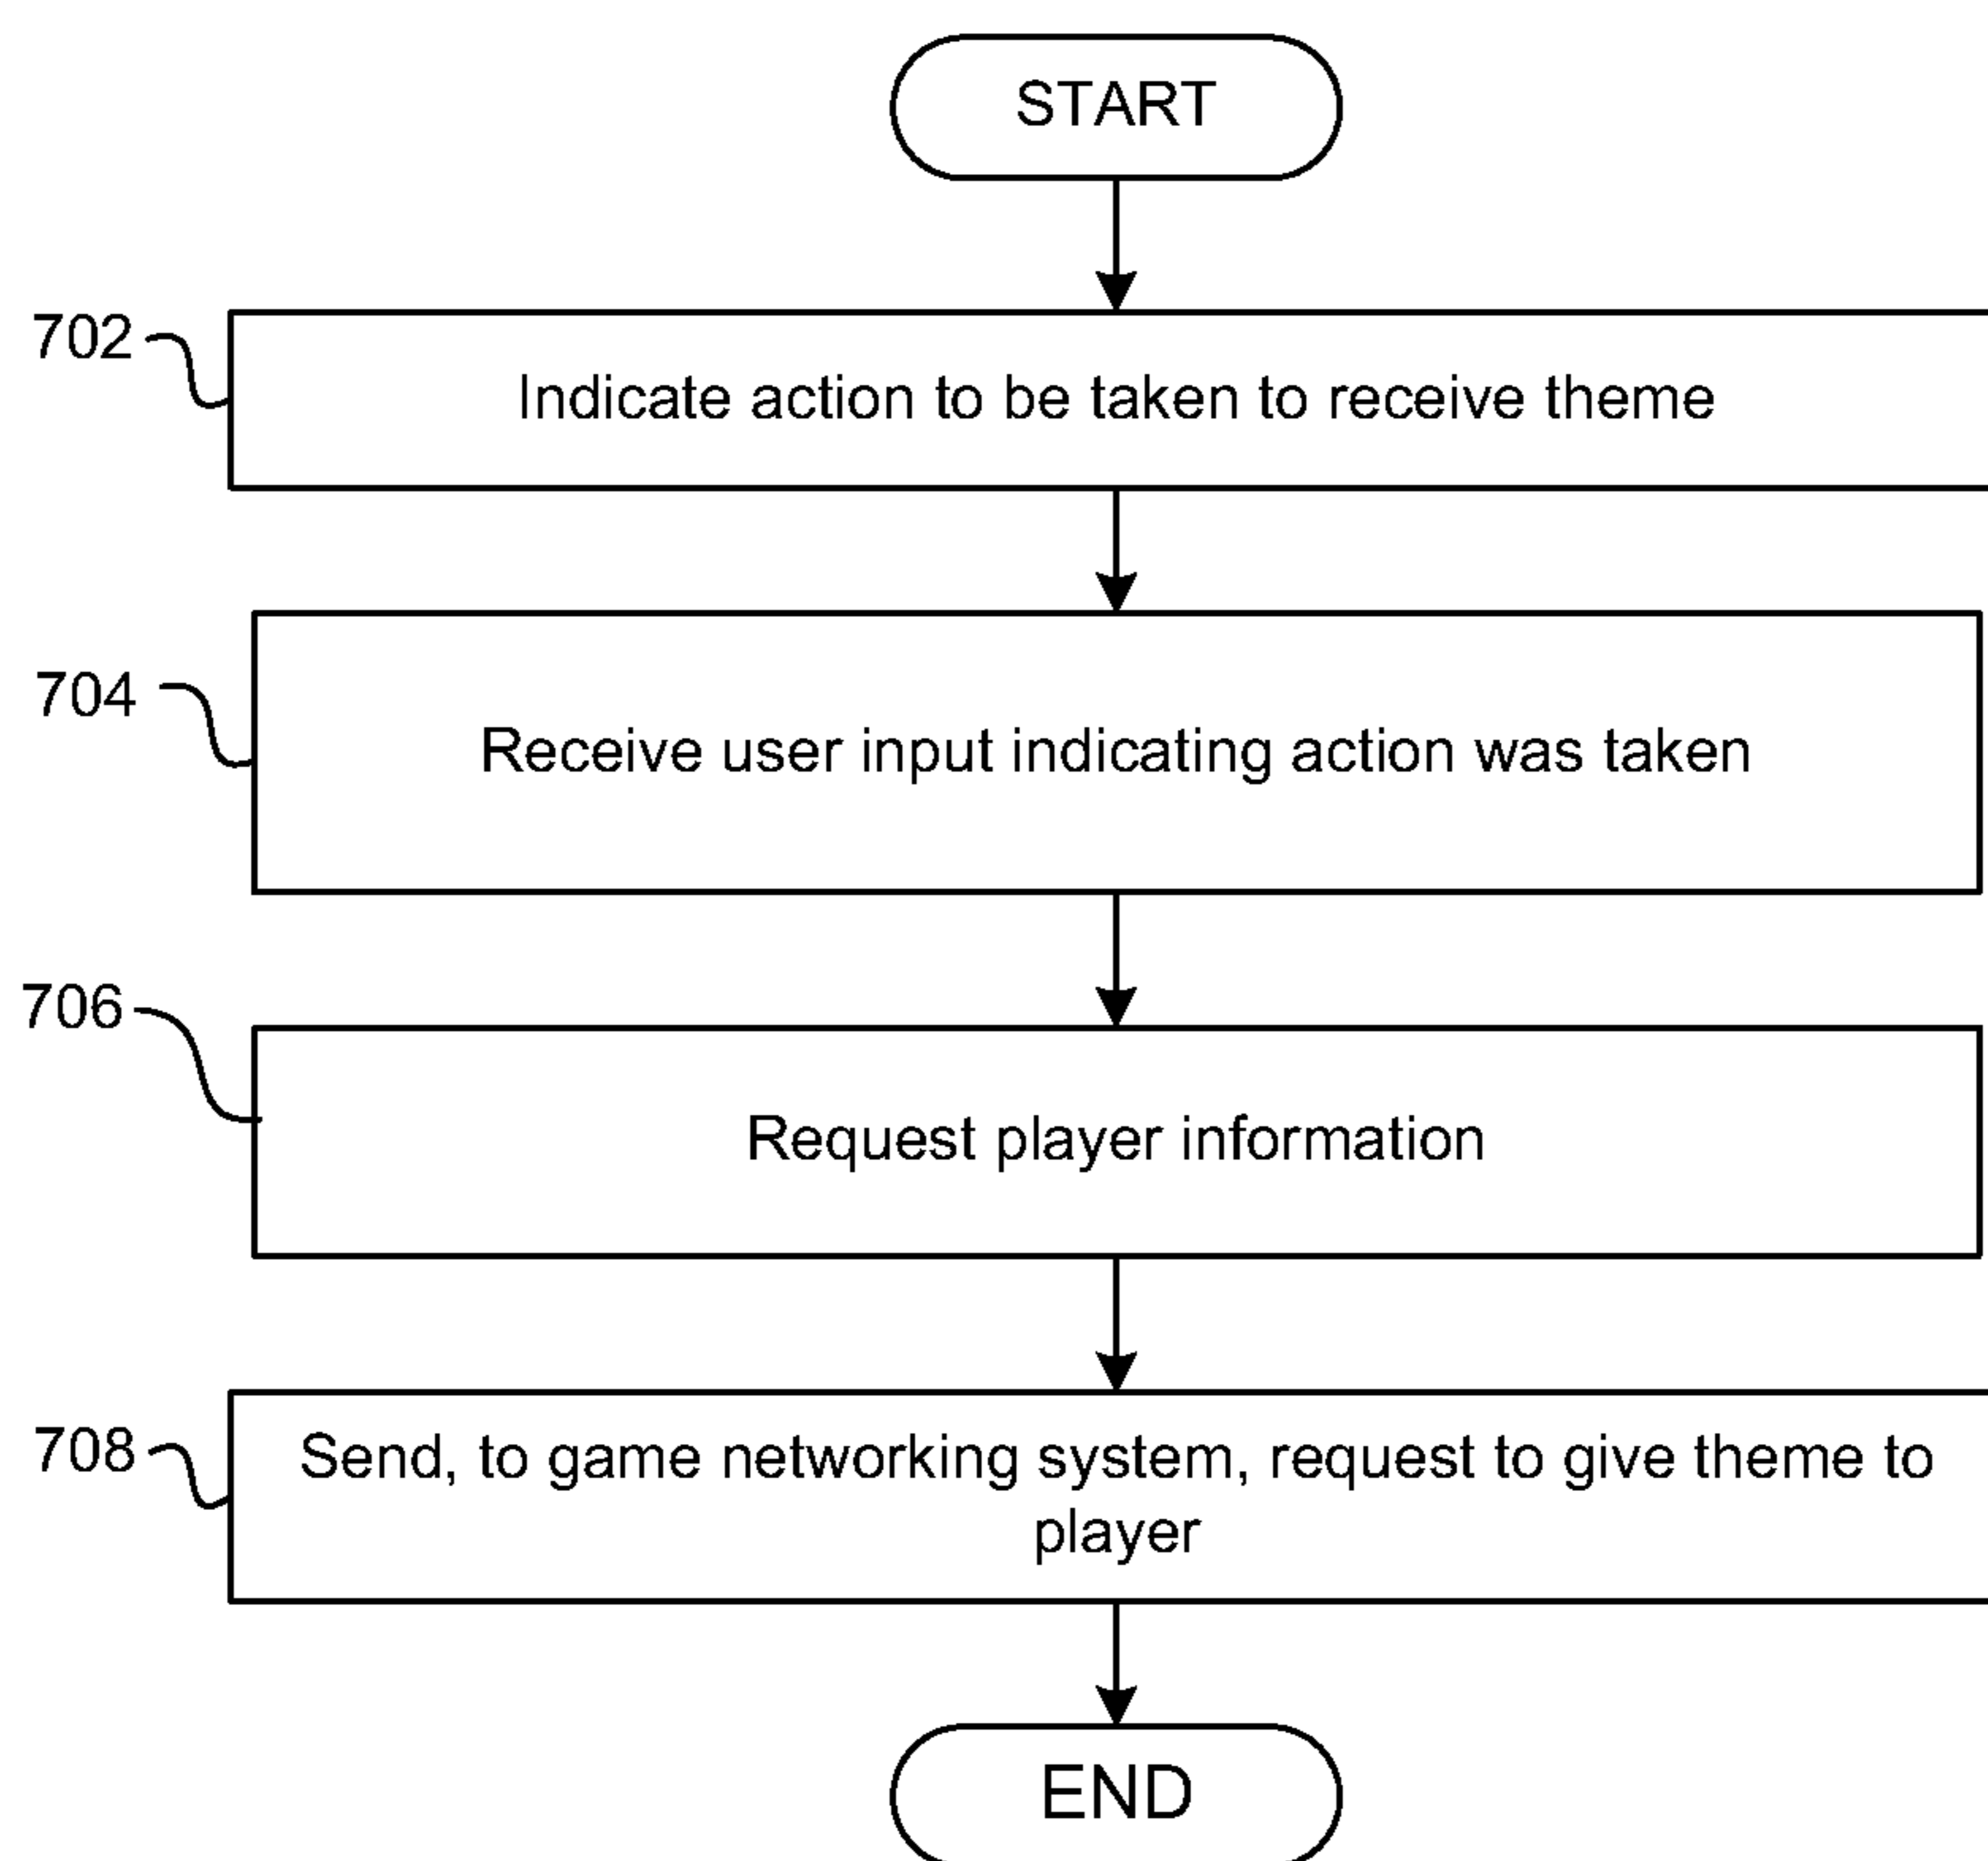 START
702
Indicate action to be taken to receive theme
704
Receive user input indicating action was taken
706
Request player information
708
Send, to game networking system, request to give theme to
player
END